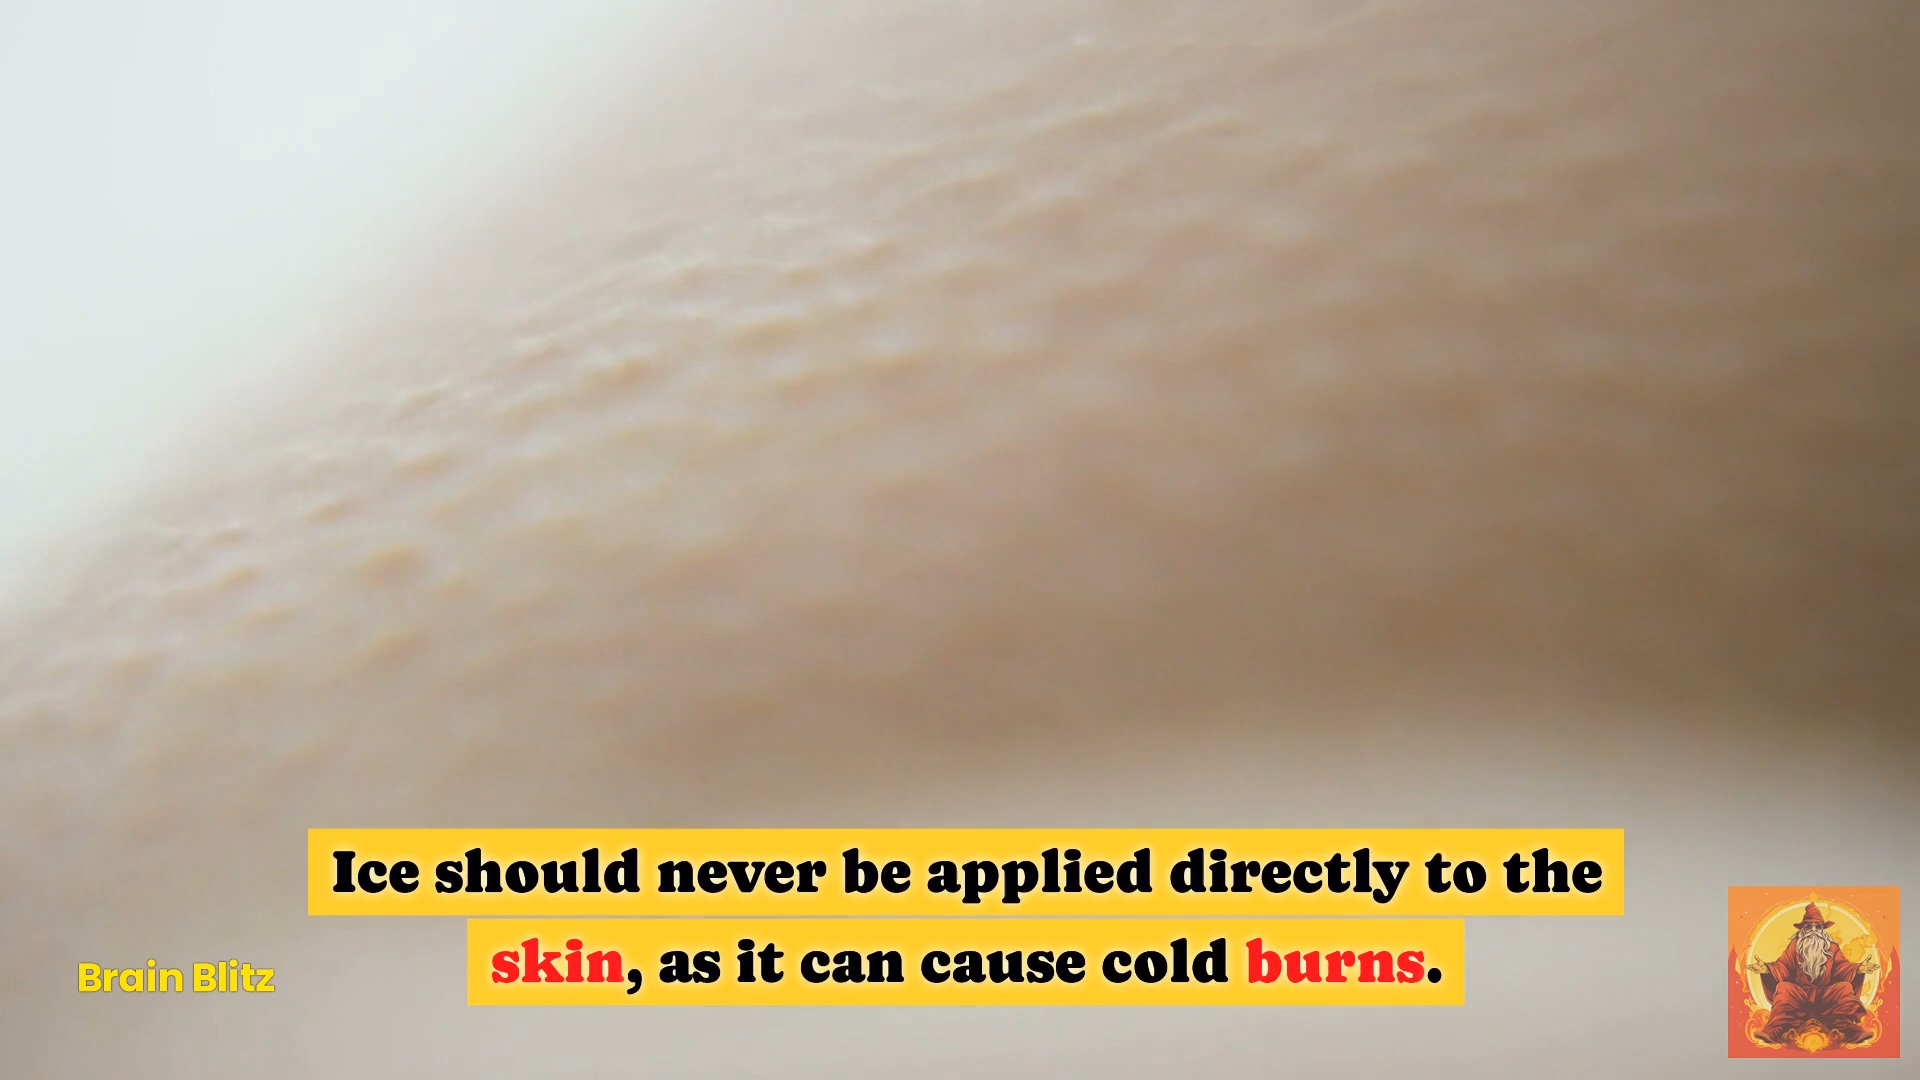 Ice should never be applied directly to the
skin, as it can cause cold burns.
Brain Blitz